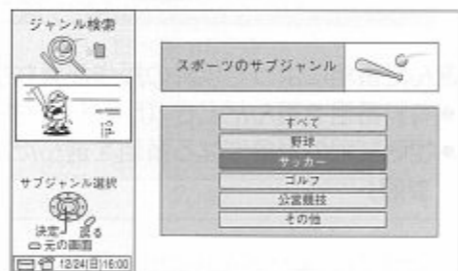 ジャンル検索
サブジャンル選択
決定 戻る
元の画面
12/24(日)16:00
スポーツのサブジャンル
すべて
野球
サッカー
ゴルフ
公営競技
その他